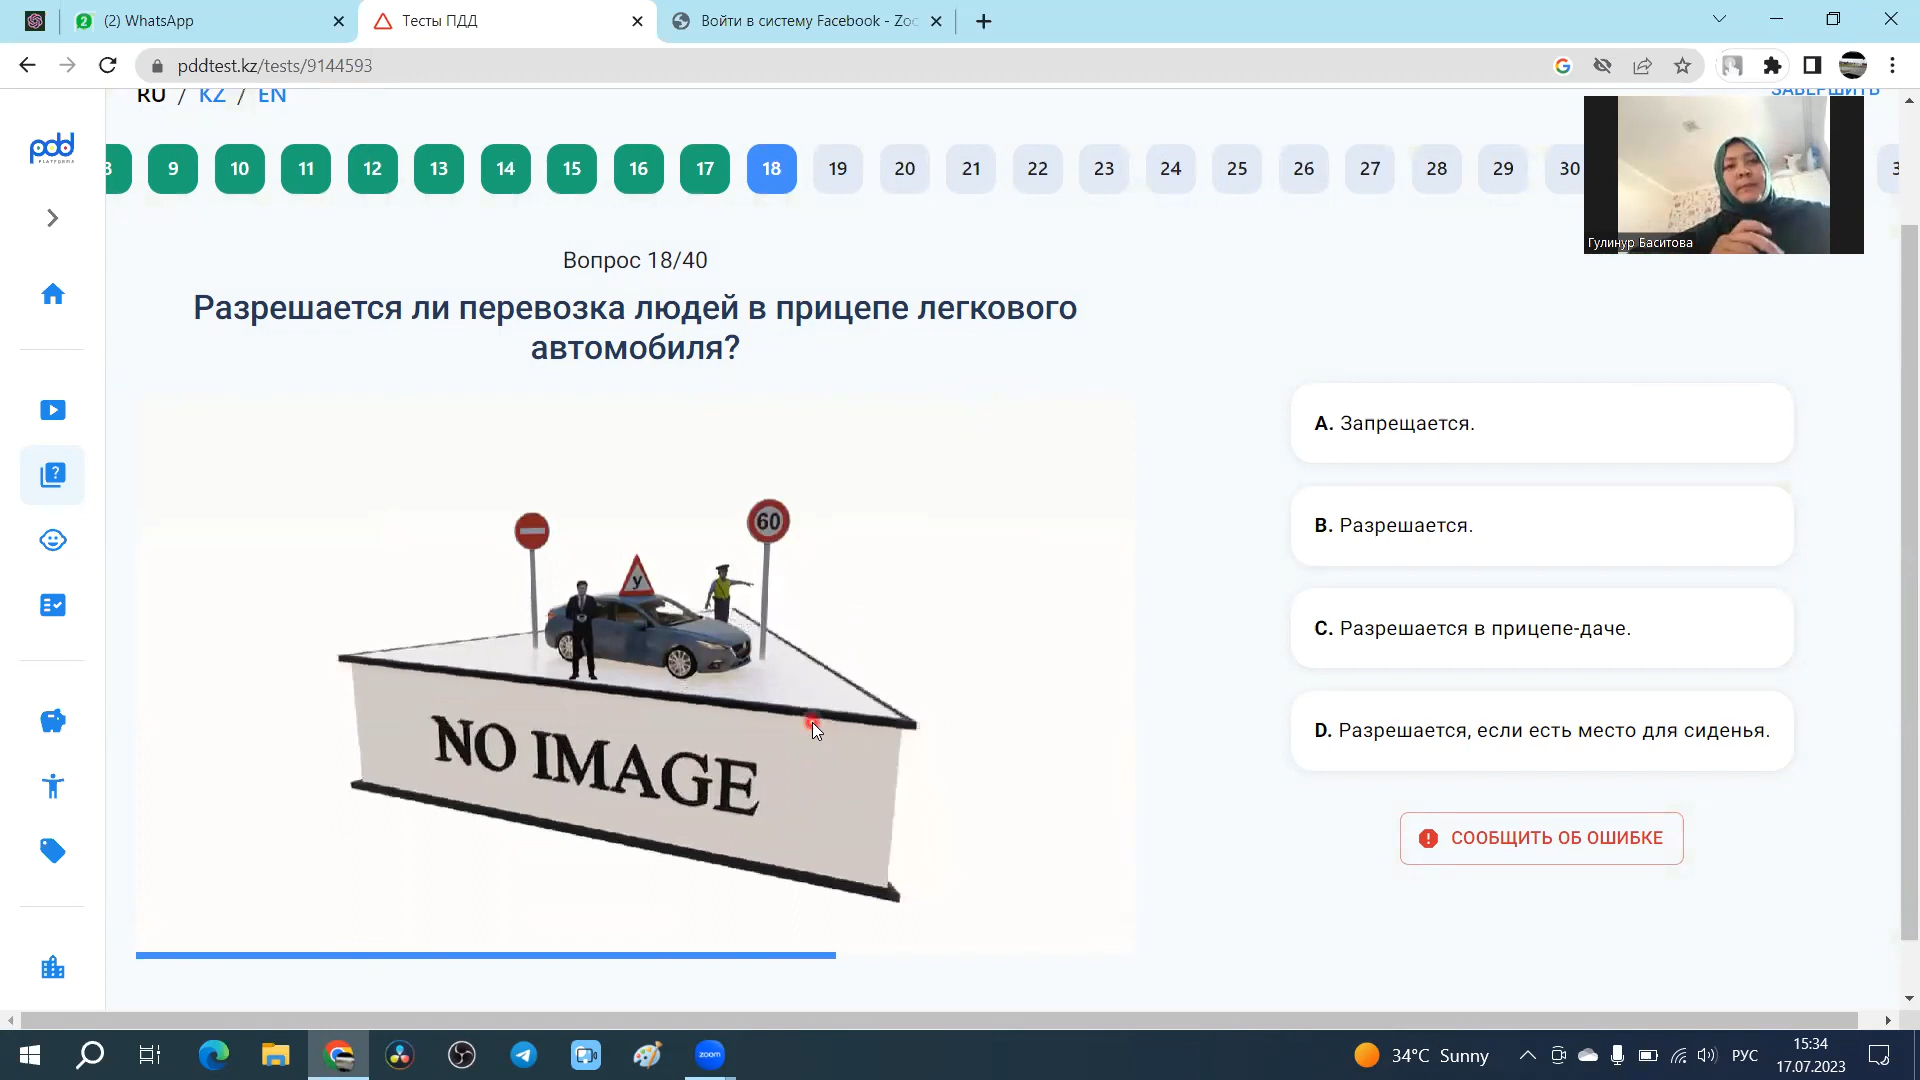 (2) WhatsApp
Тесты ПДД
Войти в систему Facebook - Zoo
pddtest.kz/tests/9144593
RU / KZ / EN
ЗАВЕРШИТЬ
pdd
9 10 11 12 13 14 15 16 17 18 19 20 21 22 23 24 25 26 27 28 29 30
Гулинур Баситова
Вопрос 18/40
Разрешается ли перевозка людей в прицепе легкового
автомобиля?
60
У
NO IMAGE
A. Запрещается.
B. Разрешается.
C. Разрешается в прицепе-даче.
D. Разрешается, если есть место для сиденья.
СООБЩИТЬ ОБ ОШИБКЕ
zoom
34°C Sunny
РУС
15:34
17.07.2023